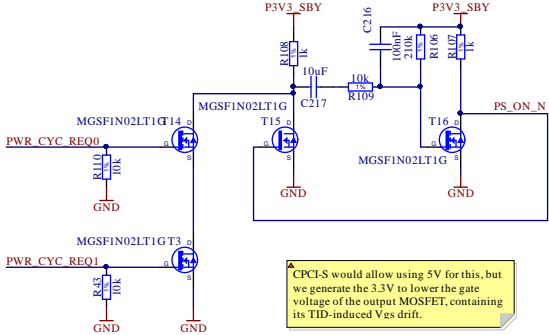 P3V3_SBY
C216
P3V3_SBY
R108
1%
1k
100nF
210k
1%
R106
R107
1%
1k
10uF
C217
10k
1%
R109
MGSF1N02LT1G
PS_ON_N
MGSF1N02LT1G
T14
D
G
S
T15
D
G
S
T16
D
G
S
MGSF1N02LT1G
PWR_CYC_REQ0
R110
1%
10k
GND
GND
GND
MGSF1N02LT1G
T3
D
G
S
PWR_CYC_REQ1
R43
1%
10k
GND
GND
CPCI-S would allow using 5V for this, but
we generate the 3.3V to lower the gate
voltage of the output MOSFET, containing
its TID-induced Vgs drift.